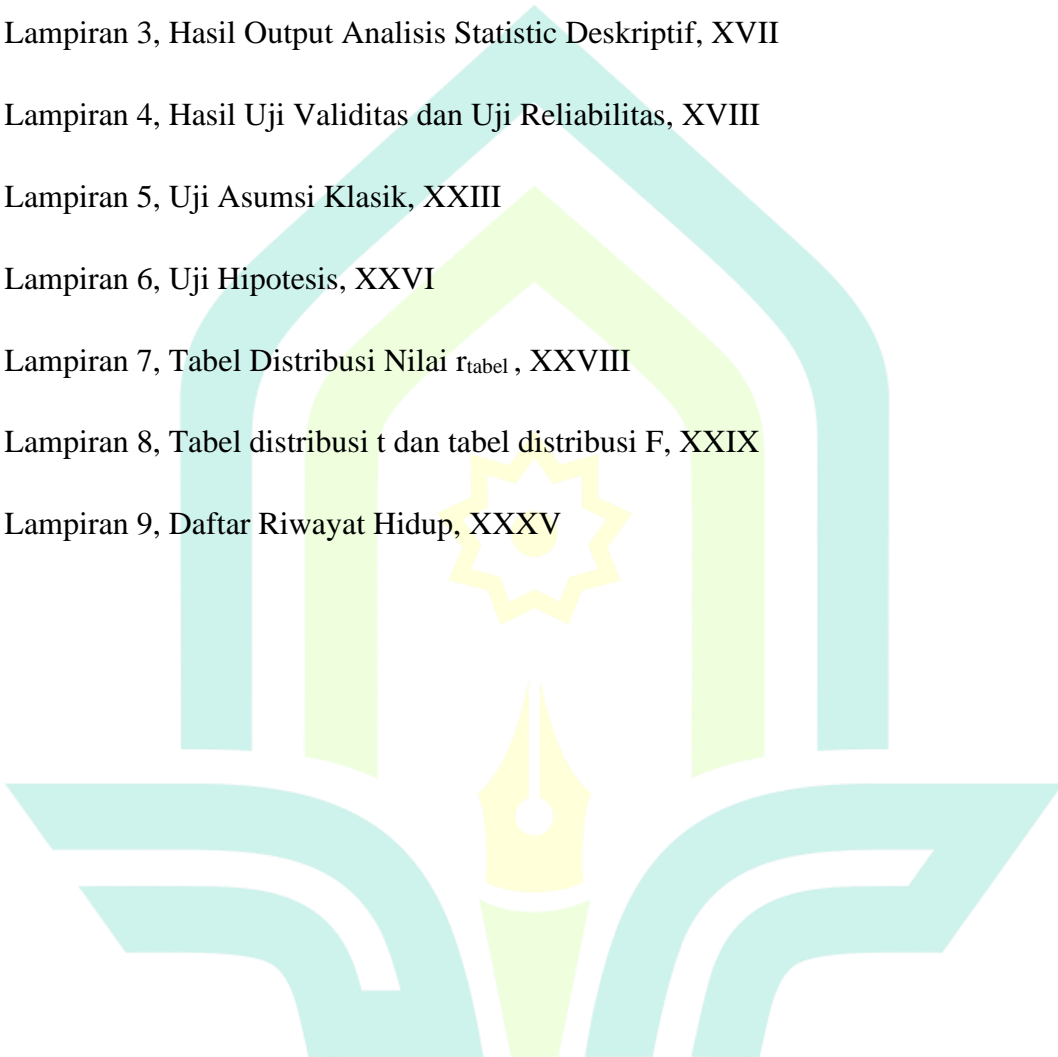 Lampiran 3, Hasil Output Analisis Statistic Deskriptif, XVII
Lampiran 4, Hasil Uji Validitas dan Uji Reliabilitas, XVIII
Lampiran 5, Uji Asumsi Klasik, XXIII
Lampiran 6, Uji Hipotesis, XXVI
Lampiran 7, Tabel Distribusi Nilai rtabel , XXVIII
Lampiran 8, Tabel distribusi t dan tabel distribusi F, XXIX
Lampiran 9, Daftar Riwayat Hidup, XXXV